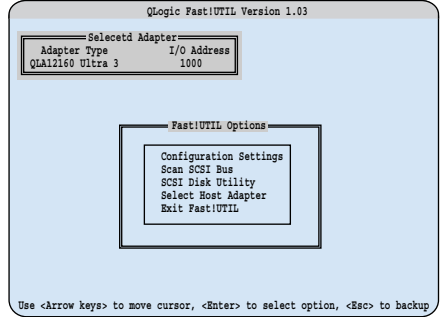 QLogic Fast!UTIL Version 1.03
Selecetd Adapter
Adapter Type I/O Address
QLA12160 Ultra 3 1000
Fast!UTIL Options
Configuration Settings
Scan SCSI Bus
SCSI Disk Utility
Select Host Adapter
Exit Fast!UTIL
Use <Arrow keys> to move cursor, <Enter> to select option, <Esc> to backup